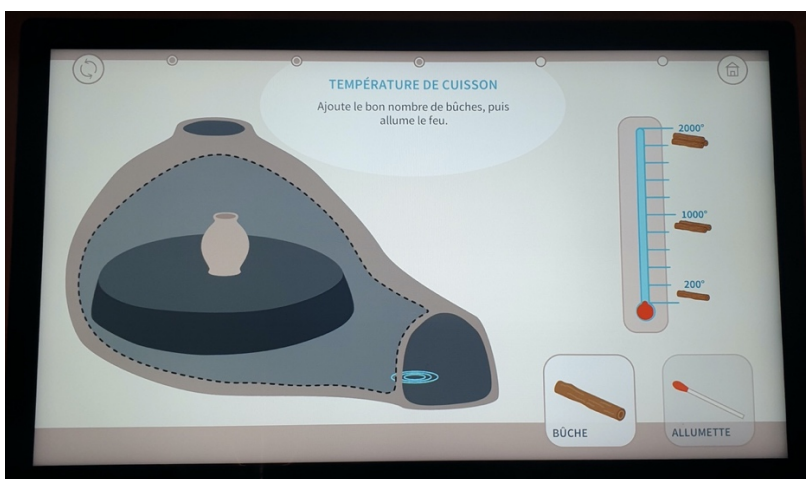 TEMPÉRATURE DE CUISSON
Ajoute le bon nombre de bûches, puis
allume le feu.
2000°
1000°
200°
BÛCHE
ALLUMETTE